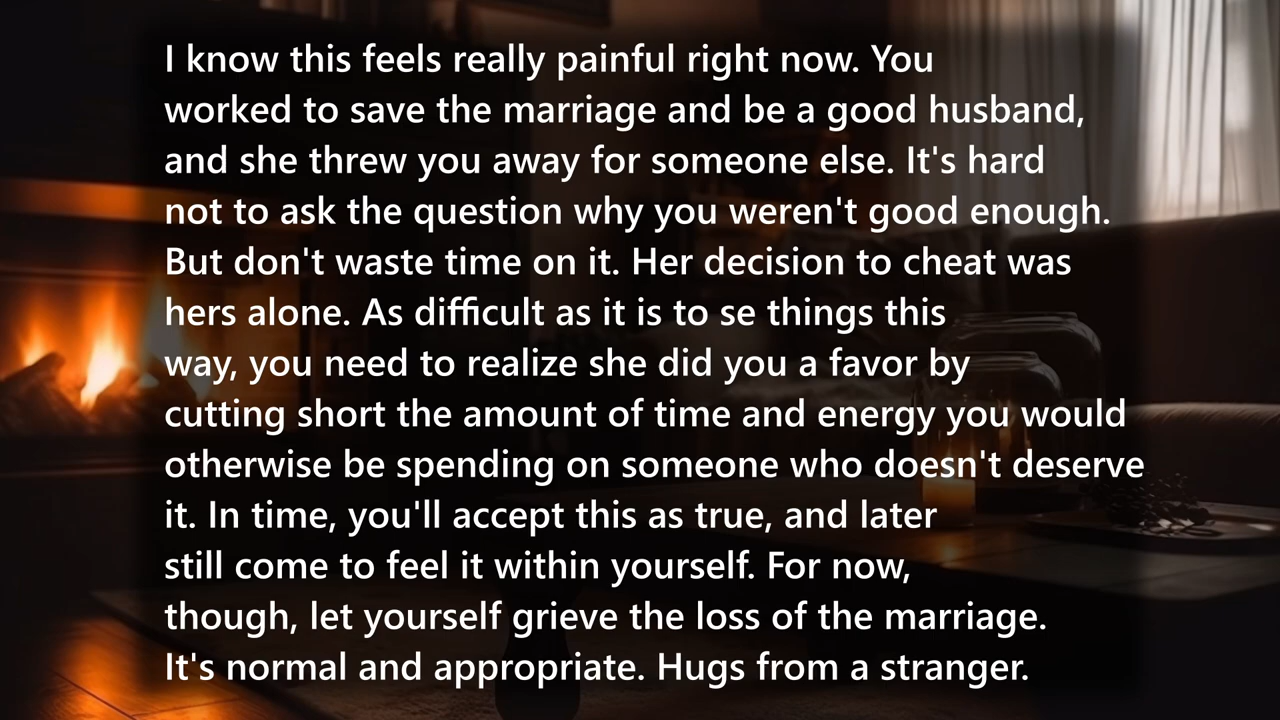 I know this feels really painful right now. You
worked to save the marriage and be a good husband,
and she threw you away for someone else. It's hard
not to ask the question why you weren't good enough.
But don't waste time on it. Her decision to cheat was
hers alone. As difficult as it is to se things this
way, you need to realize she did you a favor by
cutting short the amount of time and energy you would
otherwise be spending on someone who doesn't deserve
it. In time, you'll accept this as true, and later
still come to feel it within yourself. For now,
though, let yourself grieve the loss of the marriage.
It's normal and appropriate. Hugs from a stranger.